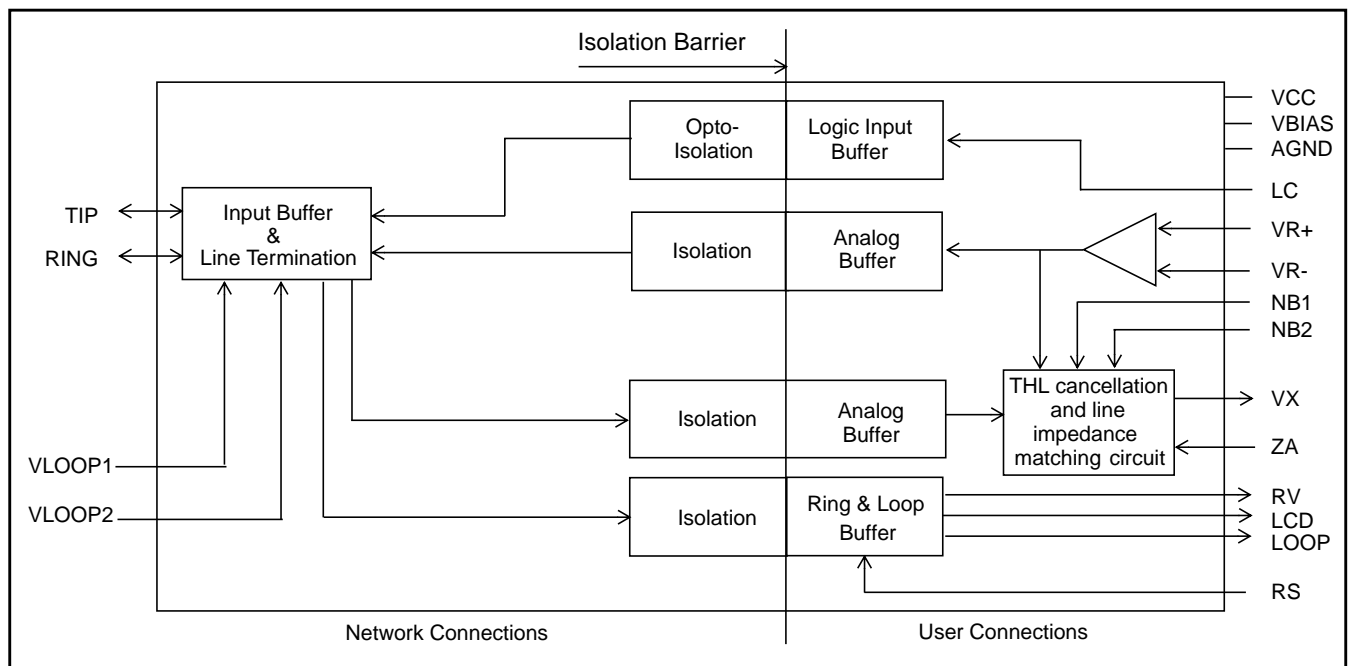 Isolation Barrier
VCC
VBIAS
AGND
LC
VR+
VR-
NB1
NB2
VX
ZA
RV
LCD
LOOP
RS
TIP
RING
VLOOP1
VLOOP2
Input Buffer
&
Line Termination
Opto-
Isolation
Logic Input
Buffer
Isolation
Analog
Buffer
Isolation
Analog
Buffer
THL cancellation
and line
impedance
matching circuit
Isolation
Ring & Loop
Buffer
Network Connections
User Connections